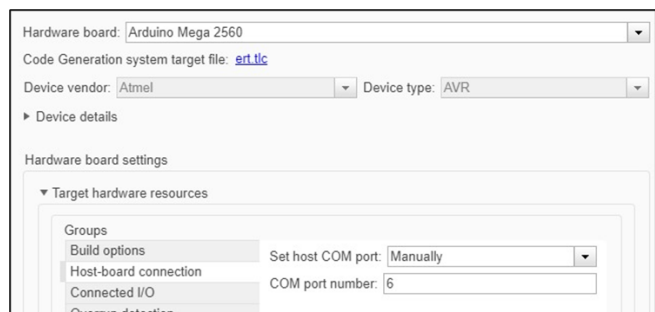 Hardware board: Arduino Mega 2560
Code Generation system target file: ert.tlc
Device vendor: Atmel Device type: AVR
Device details
Hardware board settings
Target hardware resources
Groups
Build options
Set host COM port: Manually
Host-board connection
COM port number: 6
Connected I/O
Overrun detection